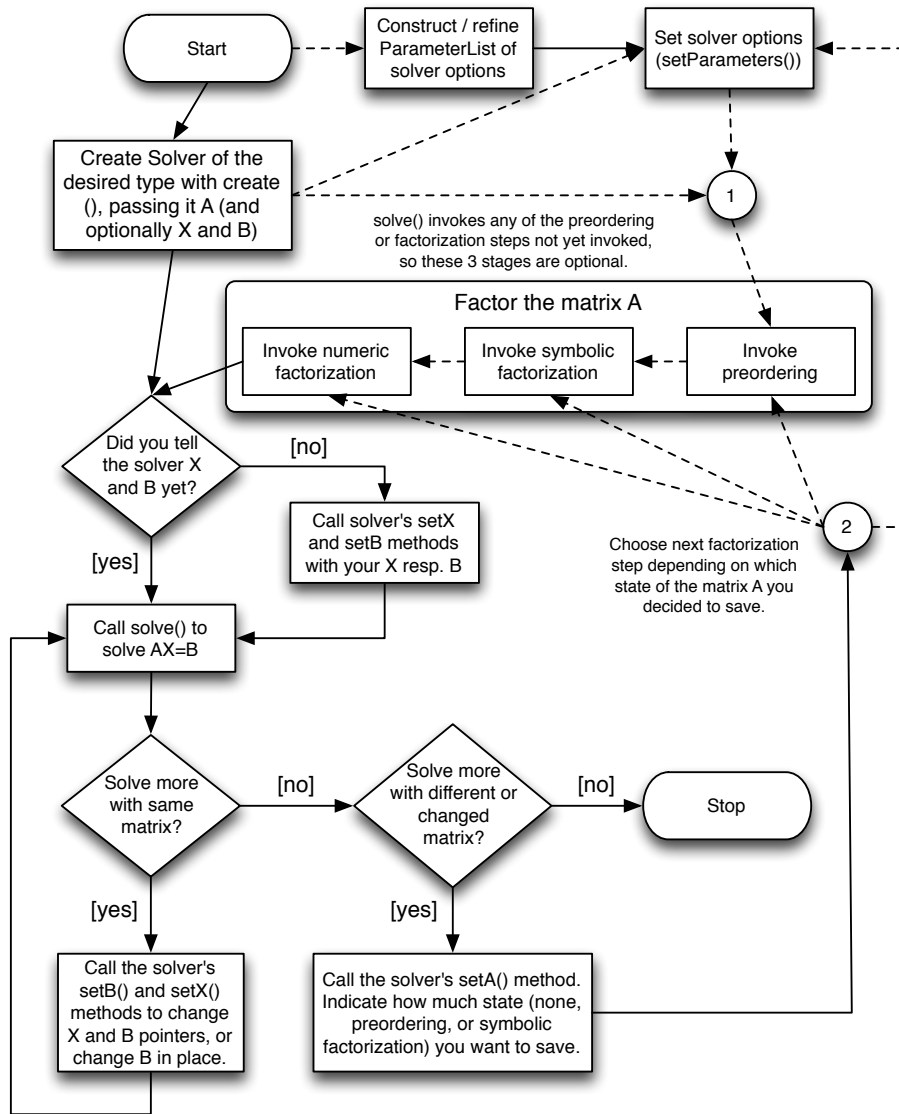 Start
Construct / refine
ParameterList of
solver options
Set solver options
(setParameters())
Create Solver of the
desired type with create
(), passing it A (and
optionally X and B)
1
solve() invokes any of the preordering
or factorization steps not yet invoked,
so these 3 stages are optional.
Factor the matrix A
Invoke numeric
factorization
Invoke symbolic
factorization
Invoke
preordering
Did you tell
the solver X
and B yet?
[no]
[yes]
Call solver's setX
and setB methods
with your X resp. B
2
Choose next factorization
step depending on which
state of the matrix A you
decided to save.
Call solve() to
solve AX=B
Solve more
with same
matrix?
[no]
Solve more
with different or
changed
matrix?
[no]
Stop
[yes]
[yes]
Call the solver's
setB() and setX()
methods to change
X and B pointers, or
change B in place.
Call the solver's setA() method.
Indicate how much state (none,
preordering, or symbolic
factorization) you want to save.